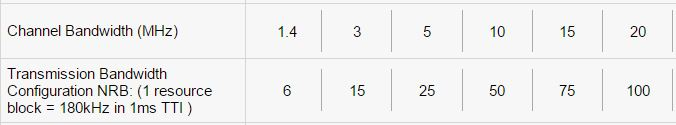 Channel Bandwidth (MHz) 1.4 3 5 10 15 20
Transmission Bandwidth
Configuration NRB: (1 resource 6 15 25 50 75 100
block = 180kHz in 1ms TTI )